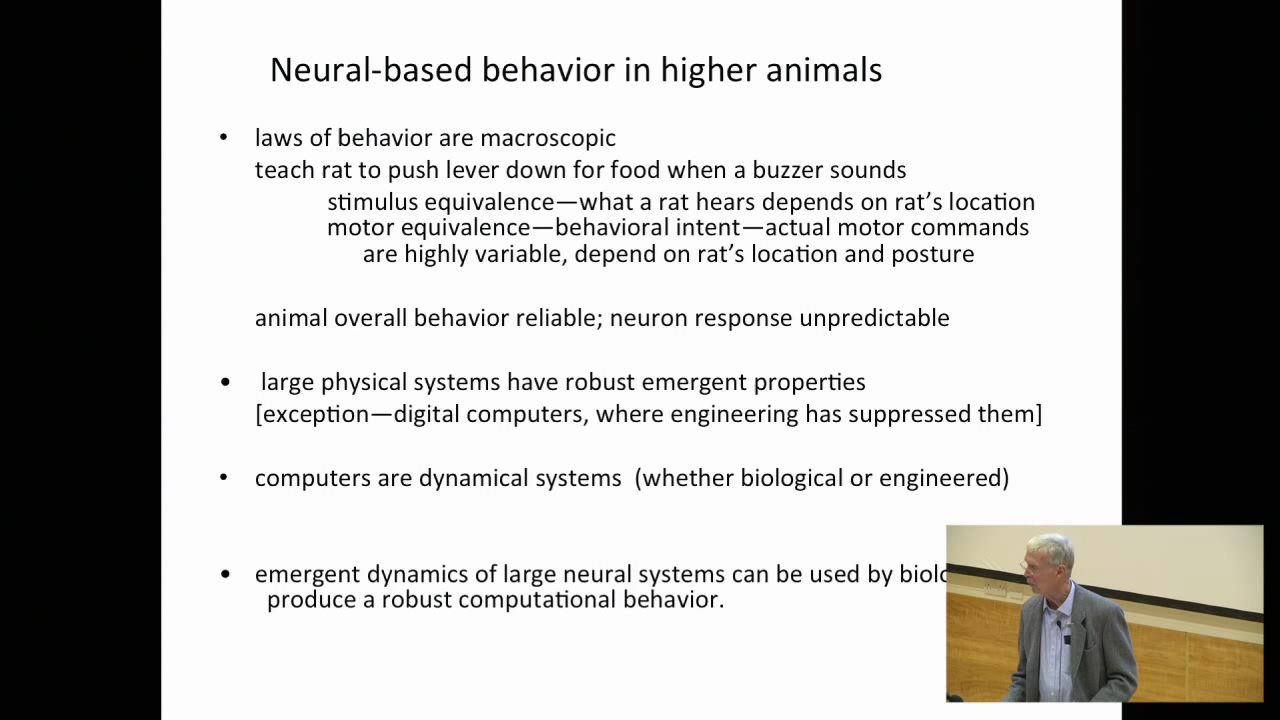 Neural-based behavior in higher animals
• laws of behavior are macroscopic
teach rat to push lever down for food when a buzzer sounds
stimulus equivalence—what a rat hears depends on rat’s location
motor equivalence—behavioral intent—actual motor commands
are highly variable, depend on rat’s location and posture
animal overall behavior reliable; neuron response unpredictable
• large physical systems have robust emergent properties
[exception—digital computers, where engineering has suppressed them]
• computers are dynamical systems (whether biological or engineered)
• emergent dynamics of large neural systems can be used by
produce a robust computational behavior.